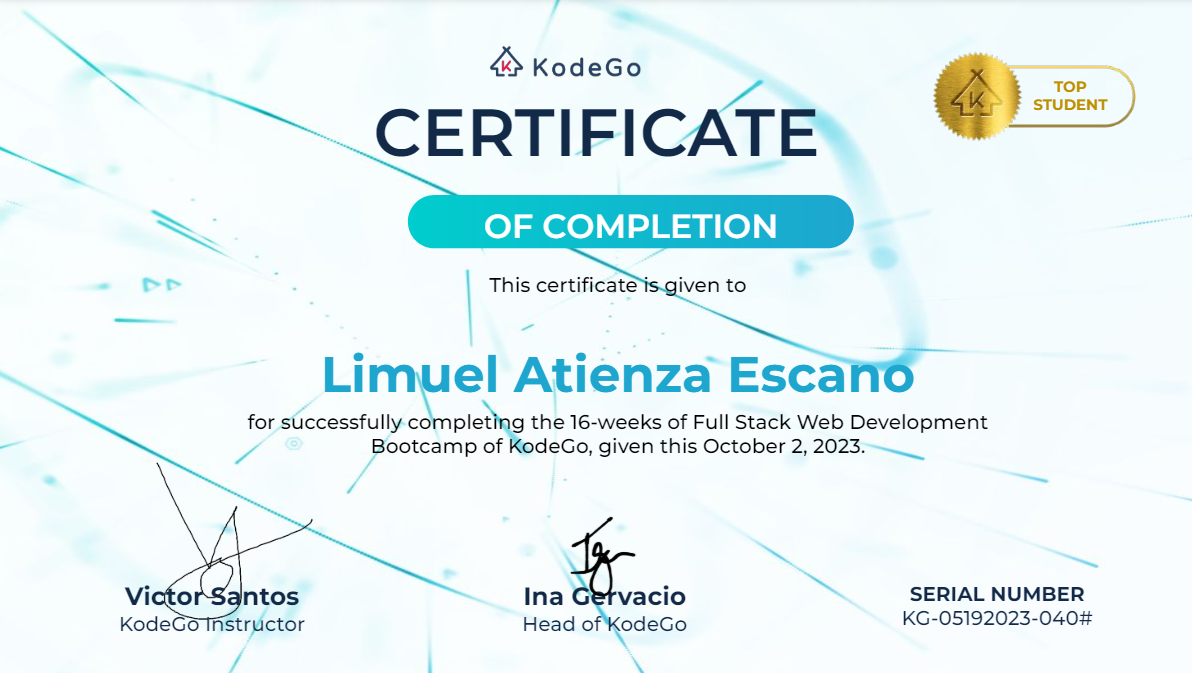 KodeGo
CERTIFICATE
TOP
STUDENT
OF COMPLETION
This certificate is given to
Limuel Atienza Escano
for successfully completing the 16-weeks of Full Stack Web Development
Bootcamp of KodeGo, given this October 2, 2023.
Victor Santos
KodeGo Instructor
Ina Gervacio
Head of KodeGo
SERIAL NUMBER
KG-05192023-040#